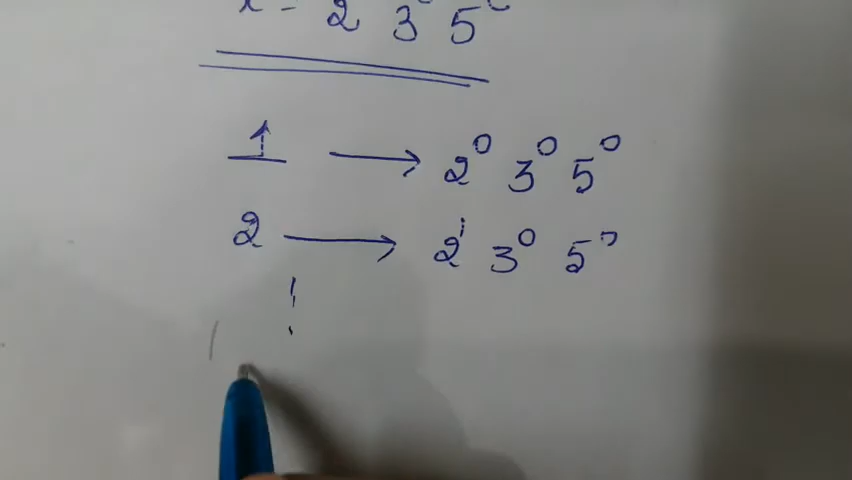 2 3 5
1 → 2⁰ 3⁰ 5⁰
2 → 2¹ 3⁰ 5⁰